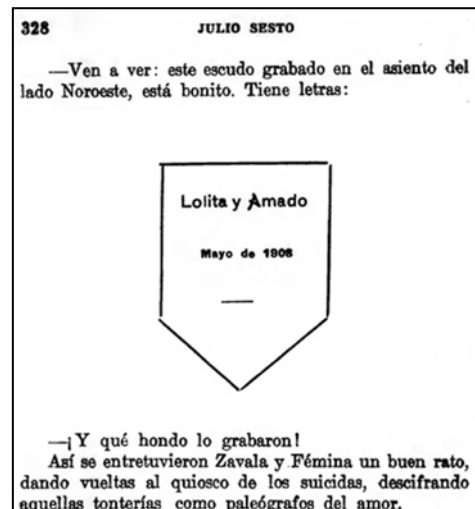 328 JULIO SESTO
—Ven a ver: este escudo grabado en el asiento del
lado Noroeste, está bonito. Tiene letras:
Lolita y Amado
Mayo de 1908
—¡Y qué hondo lo grabaron!
Así se entretuvieron Zavala y Fémina un buen rato,
dando vueltas al quiosco de los suicidas, descifrando
aquellas tonterías como paleógrafos del amor.